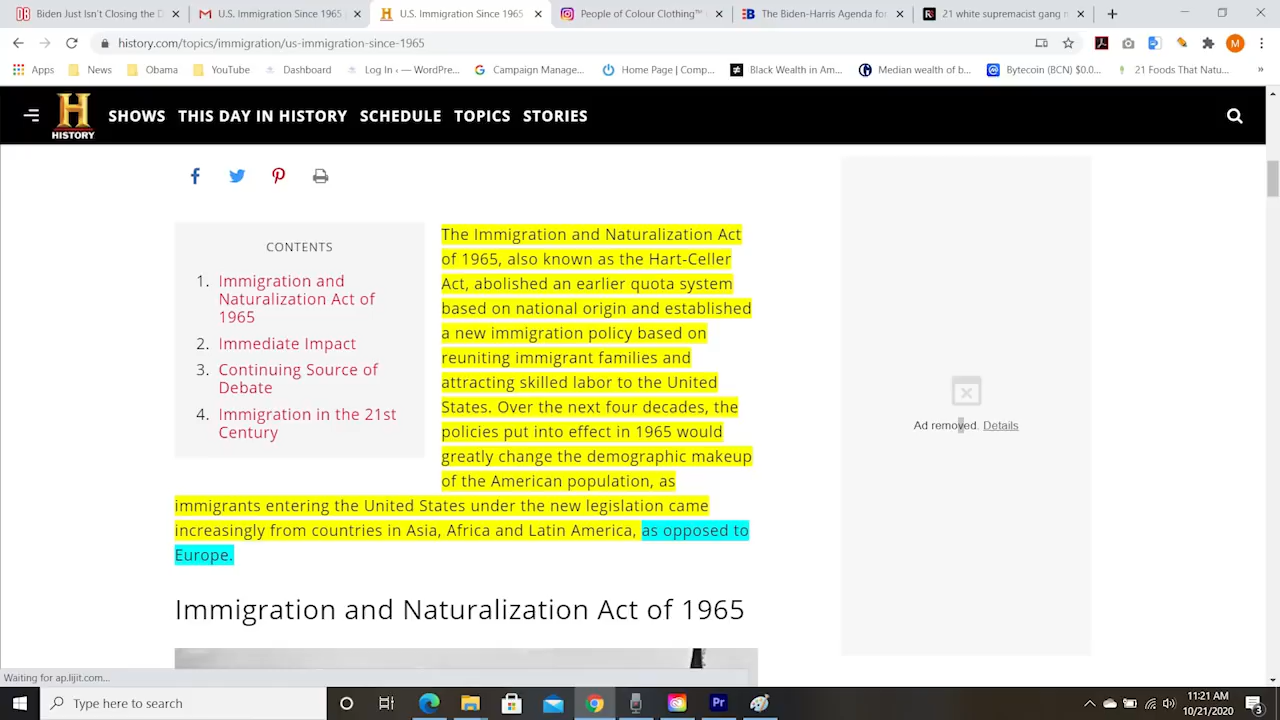 Biden Just Isn't Closing the D
U.S. Immigration Since 1965
U.S. Immigration Since 1965
People of Colour Clothing™
The Biden-Harris Agenda for
21 white supremacist gang
history.com/topics/immigration/us-immigration-since-1965
M
Apps
News
Obama
YouTube
Dashboard
Log In ‹ — WordPre...
Campaign Manage...
Home Page | Comp...
Black Wealth in Am...
Median wealth of b...
Bytecoin (BCN) $0.0...
21 Foods That Natu...
»
H
HISTORY
SHOWS THIS DAY IN HISTORY SCHEDULE TOPICS STORIES
CONTENTS
1. Immigration and
Naturalization Act of
1965
2. Immediate Impact
3. Continuing Source of
Debate
4. Immigration in the 21st
Century
The Immigration and Naturalization Act
of 1965, also known as the Hart-Celler
Act, abolished an earlier quota system
based on national origin and established
a new immigration policy based on
reuniting immigrant families and
attracting skilled labor to the United
States. Over the next four decades, the
policies put into effect in 1965 would
greatly change the demographic makeup
of the American population, as
immigrants entering the United States under the new legislation came
increasingly from countries in Asia, Africa and Latin America, as opposed to
Europe.
Ad removed. Details
Immigration and Naturalization Act of 1965
Waiting for ap.lijit.com...
Type here to search
Pr
11:21 AM
10/21/2020
3